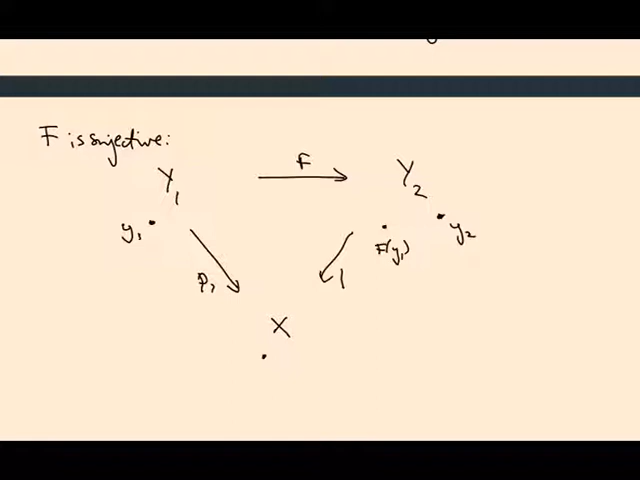 F is surjective:
F
Y₁ Y₂
y₁ y₂
F(y₁)
p₁
X